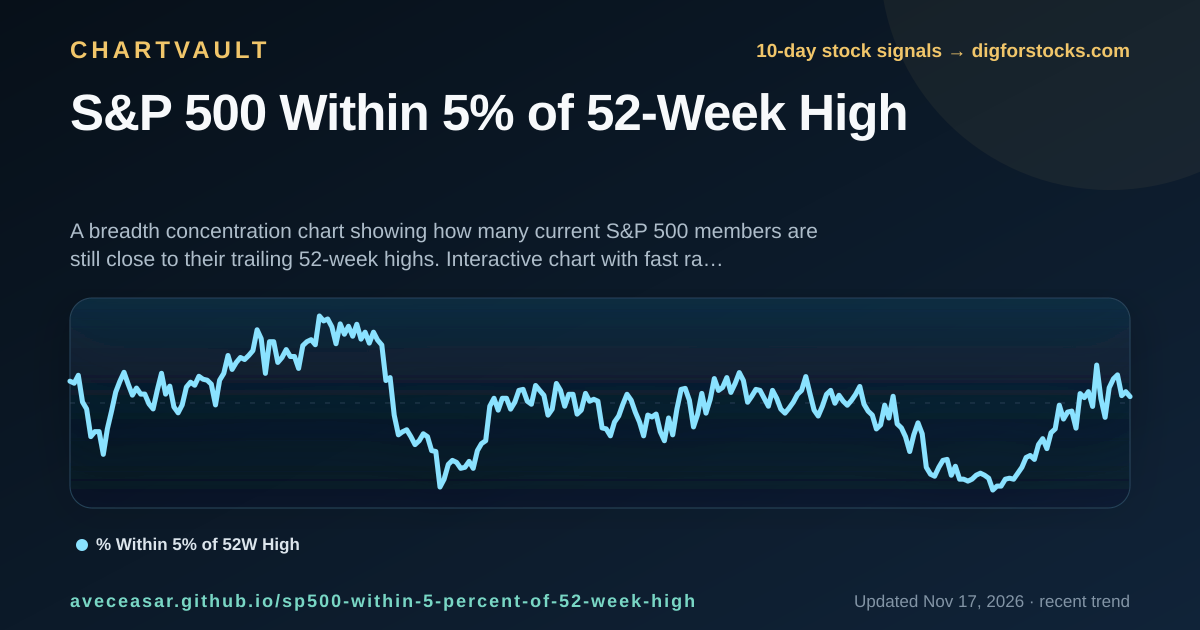 CHARTVAULT
10-day stock signals → digforstocks.com
S&P 500 Within 5% of 52-Week High
A breadth concentration chart showing how many current S&P 500 members are
still close to their trailing 52-week highs. Interactive chart with fast ra…
% Within 5% of 52W High
aveceasar.github.io/sp500-within-5-percent-of-52-week-high
Updated Nov 17, 2026 · recent trend